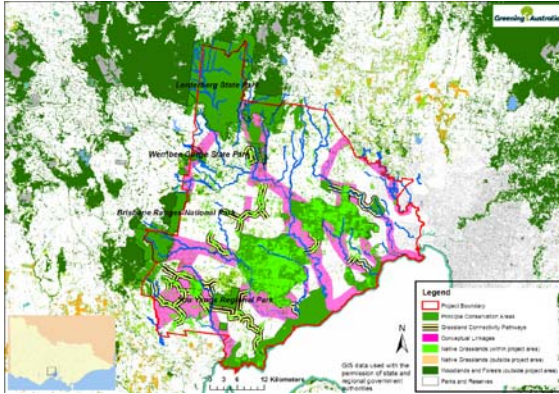 Greening Australia
Lerderderg State Park
Werribee Gorge State Park
Brisbane Ranges National Park
You Yangs Regional Park
Legend
Project Boundary
Principle Conservation Areas
Grassland Connectivity Pathways
Conceptual Linkages
Native Grasslands (within project area)
Native Grasslands (outside project area)
Woodlands and Forests (outside project area)
Parks and Reserves
N
GIS data used with the
permission of state and
regional government
authorities.
0 3 6 12 Kilometers